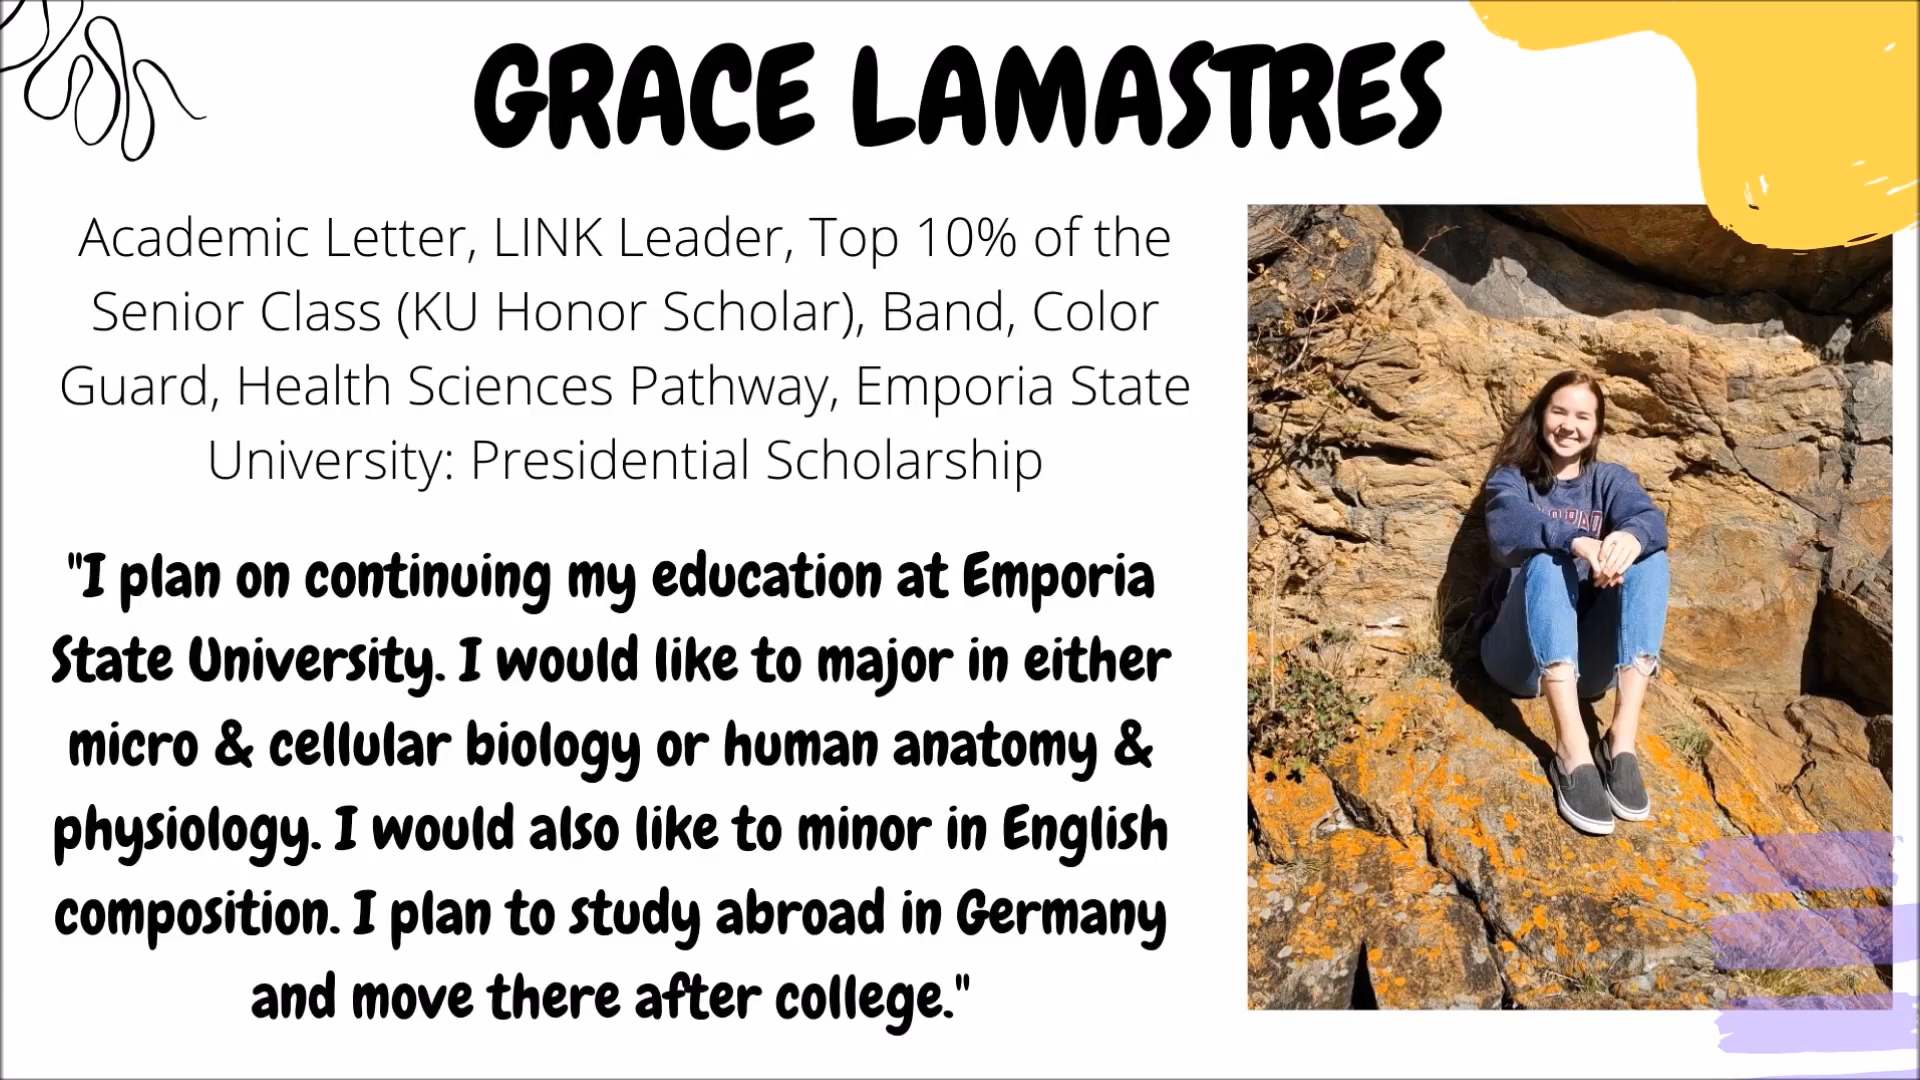 GRACE LAMASTRES
Academic Letter, LINK Leader, Top 10% of the
Senior Class (KU Honor Scholar), Band, Color
Guard, Health Sciences Pathway, Emporia State
University: Presidential Scholarship
"I plan on continuing my education at Emporia
State University. I would like to major in either
micro & cellular biology or human anatomy &
physiology. I would also like to minor in English
composition. I plan to study abroad in Germany
and move there after college."